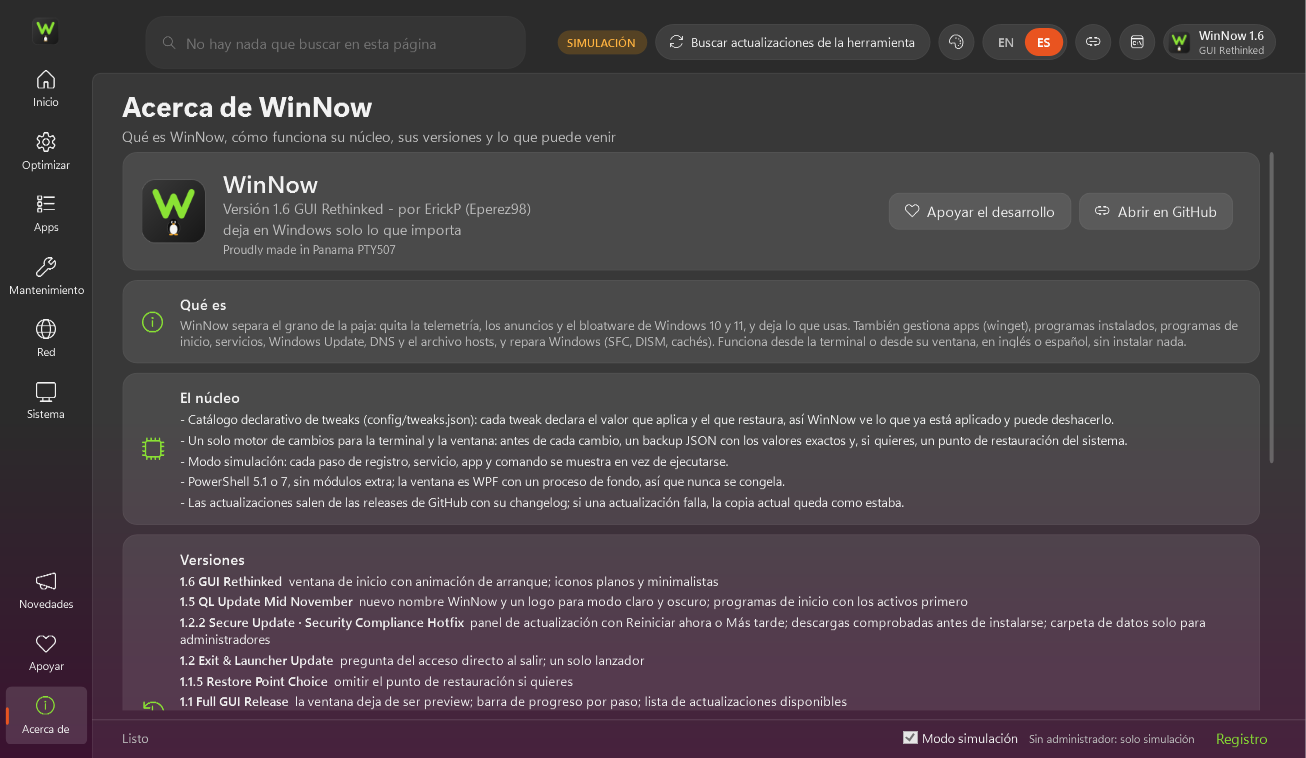 No hay nada que buscar en esta página
SIMULACIÓN
Buscar actualizaciones de la herramienta
EN
ES
WinNow 1.6
GUI Rethinked
Inicio
Optimizar
Apps
Mantenimiento
Red
Sistema
Novedades
Apoyar
Acerca de
Acerca de WinNow
Qué es WinNow, cómo funciona su núcleo, sus versiones y lo que puede venir
WinNow
Versión 1.6 GUI Rethinked - por ErickP (Eperez98)
deja en Windows solo lo que importa
Proudly made in Panama PTY507
Apoyar el desarrollo
Abrir en GitHub
Qué es
WinNow separa el grano de la paja: quita la telemetría, los anuncios y el bloatware de Windows 10 y 11, y deja lo que usas. También gestiona apps (winget), programas instalados, programas de
inicio, servicios, Windows Update, DNS y el archivo hosts, y repara Windows (SFC, DISM, cachés). Funciona desde la terminal o desde su ventana, en inglés o español, sin instalar nada.
El núcleo
- Catálogo declarativo de tweaks (config/tweaks.json): cada tweak declara el valor que aplica y el que restaura, así WinNow ve lo que ya está aplicado y puede deshacerlo.
- Un solo motor de cambios para la terminal y la ventana: antes de cada cambio, un backup JSON con los valores exactos y, si quieres, un punto de restauración del sistema.
- Modo simulación: cada paso de registro, servicio, app y comando se muestra en vez de ejecutarse.
- PowerShell 5.1 o 7, sin módulos extra; la ventana es WPF con un proceso de fondo, así que nunca se congela.
- Las actualizaciones salen de las releases de GitHub con su changelog; si una actualización falla, la copia actual queda como estaba.
Versiones
1.6 GUI Rethinked ventana de inicio con animación de arranque; iconos planos y minimalistas
1.5 QL Update Mid November nuevo nombre WinNow y un logo para modo claro y oscuro; programas de inicio con los activos primero
1.2.2 Secure Update · Security Compliance Hotfix panel de actualización con Reiniciar ahora o Más tarde; descargas comprobadas antes de instalarse; carpeta de datos solo para
administradores
1.2 Exit & Launcher Update pregunta del acceso directo al salir; un solo lanzador
1.1.5 Restore Point Choice omitir el punto de restauración si quieres
1.1 Full GUI Release la ventana deja de ser preview; barra de progreso por paso; lista de actualizaciones disponibles
Listo
Modo simulación
Sin administrador: solo simulación
Registro